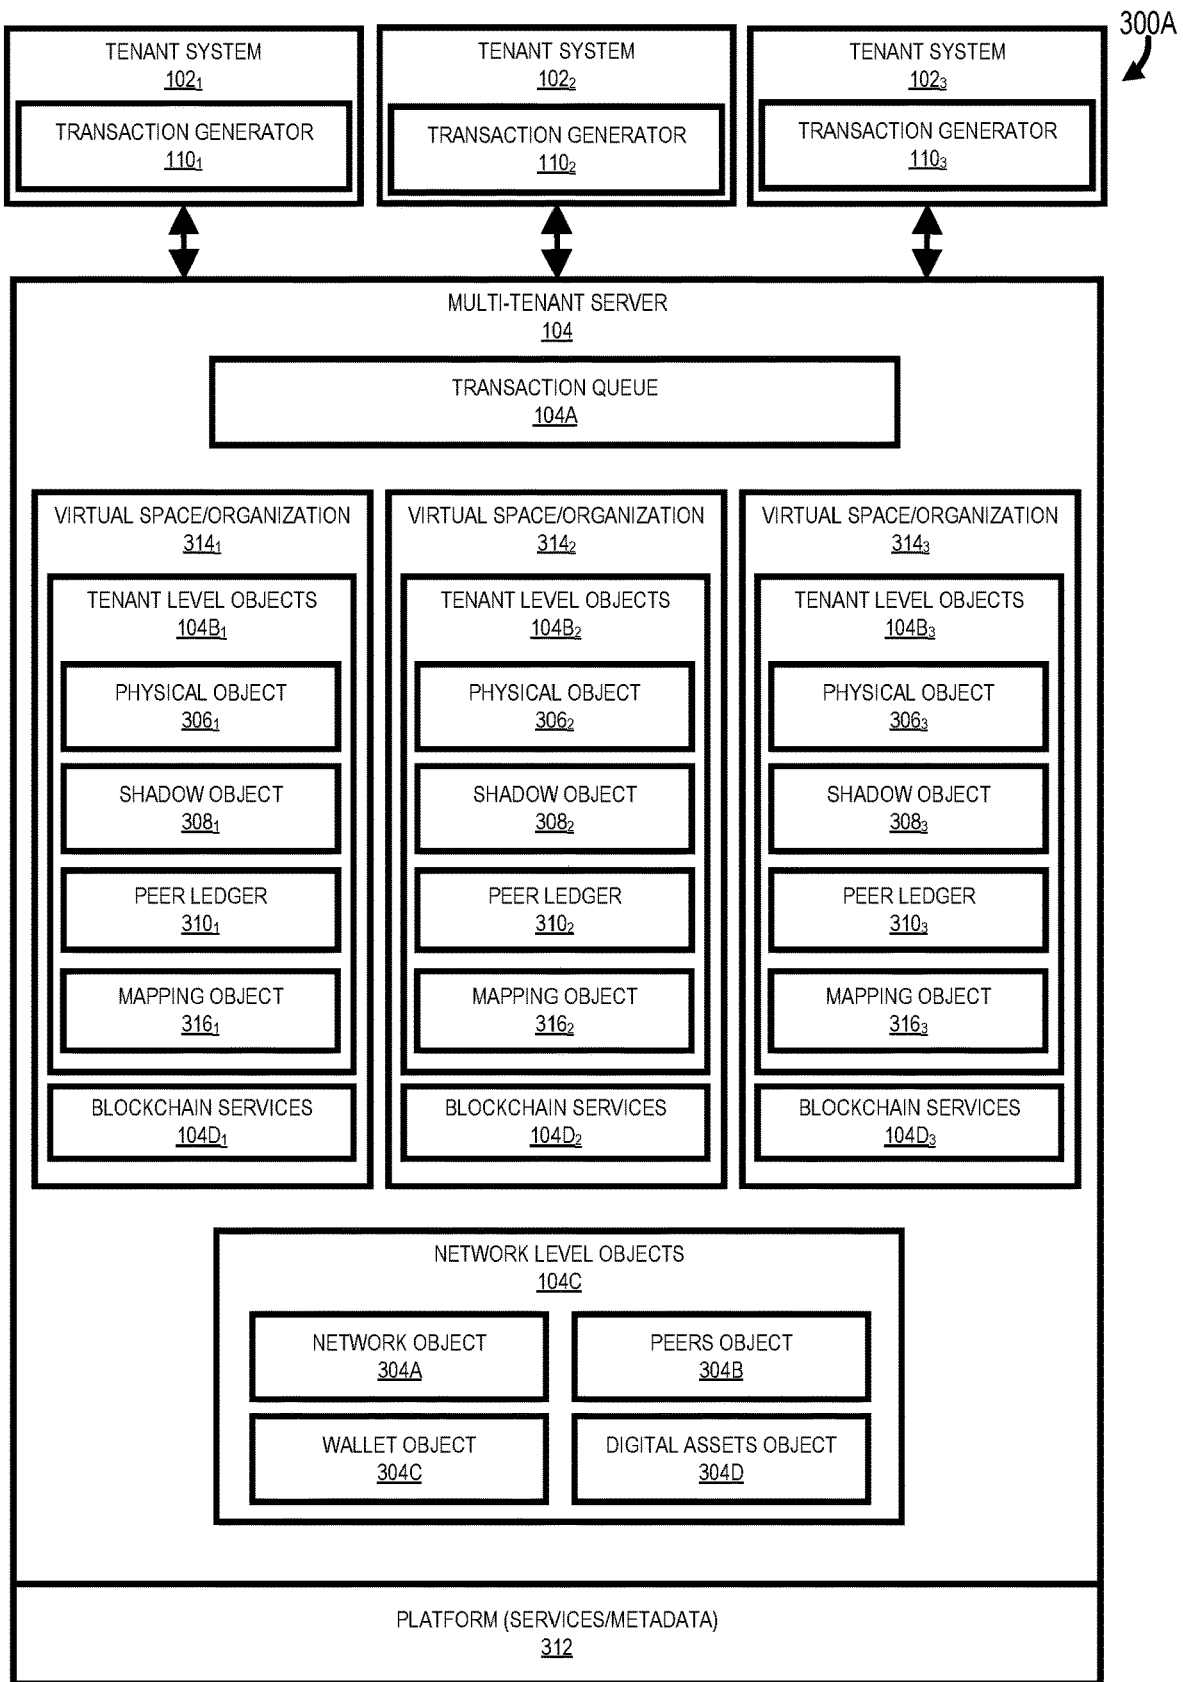 300A
TENANT SYSTEM
102₁
TRANSACTION GENERATOR
110₁
TENANT SYSTEM
102₂
TRANSACTION GENERATOR
110₂
TENANT SYSTEM
102₃
TRANSACTION GENERATOR
110₃
MULTI-TENANT SERVER
104
TRANSACTION QUEUE
104A
VIRTUAL SPACE/ORGANIZATION
314₁
TENANT LEVEL OBJECTS
104B₁
PHYSICAL OBJECT
306₁
SHADOW OBJECT
308₁
PEER LEDGER
310₁
MAPPING OBJECT
316₁
BLOCKCHAIN SERVICES
104D₁
VIRTUAL SPACE/ORGANIZATION
314₂
TENANT LEVEL OBJECTS
104B₂
PHYSICAL OBJECT
306₂
SHADOW OBJECT
308₂
PEER LEDGER
310₂
MAPPING OBJECT
316₂
BLOCKCHAIN SERVICES
104D₂
VIRTUAL SPACE/ORGANIZATION
314₃
TENANT LEVEL OBJECTS
104B₃
PHYSICAL OBJECT
306₃
SHADOW OBJECT
308₃
PEER LEDGER
310₃
MAPPING OBJECT
316₃
BLOCKCHAIN SERVICES
104D₃
NETWORK LEVEL OBJECTS
104C
NETWORK OBJECT
304A
PEERS OBJECT
304B
WALLET OBJECT
304C
DIGITAL ASSETS OBJECT
304D
PLATFORM (SERVICES/METADATA)
312